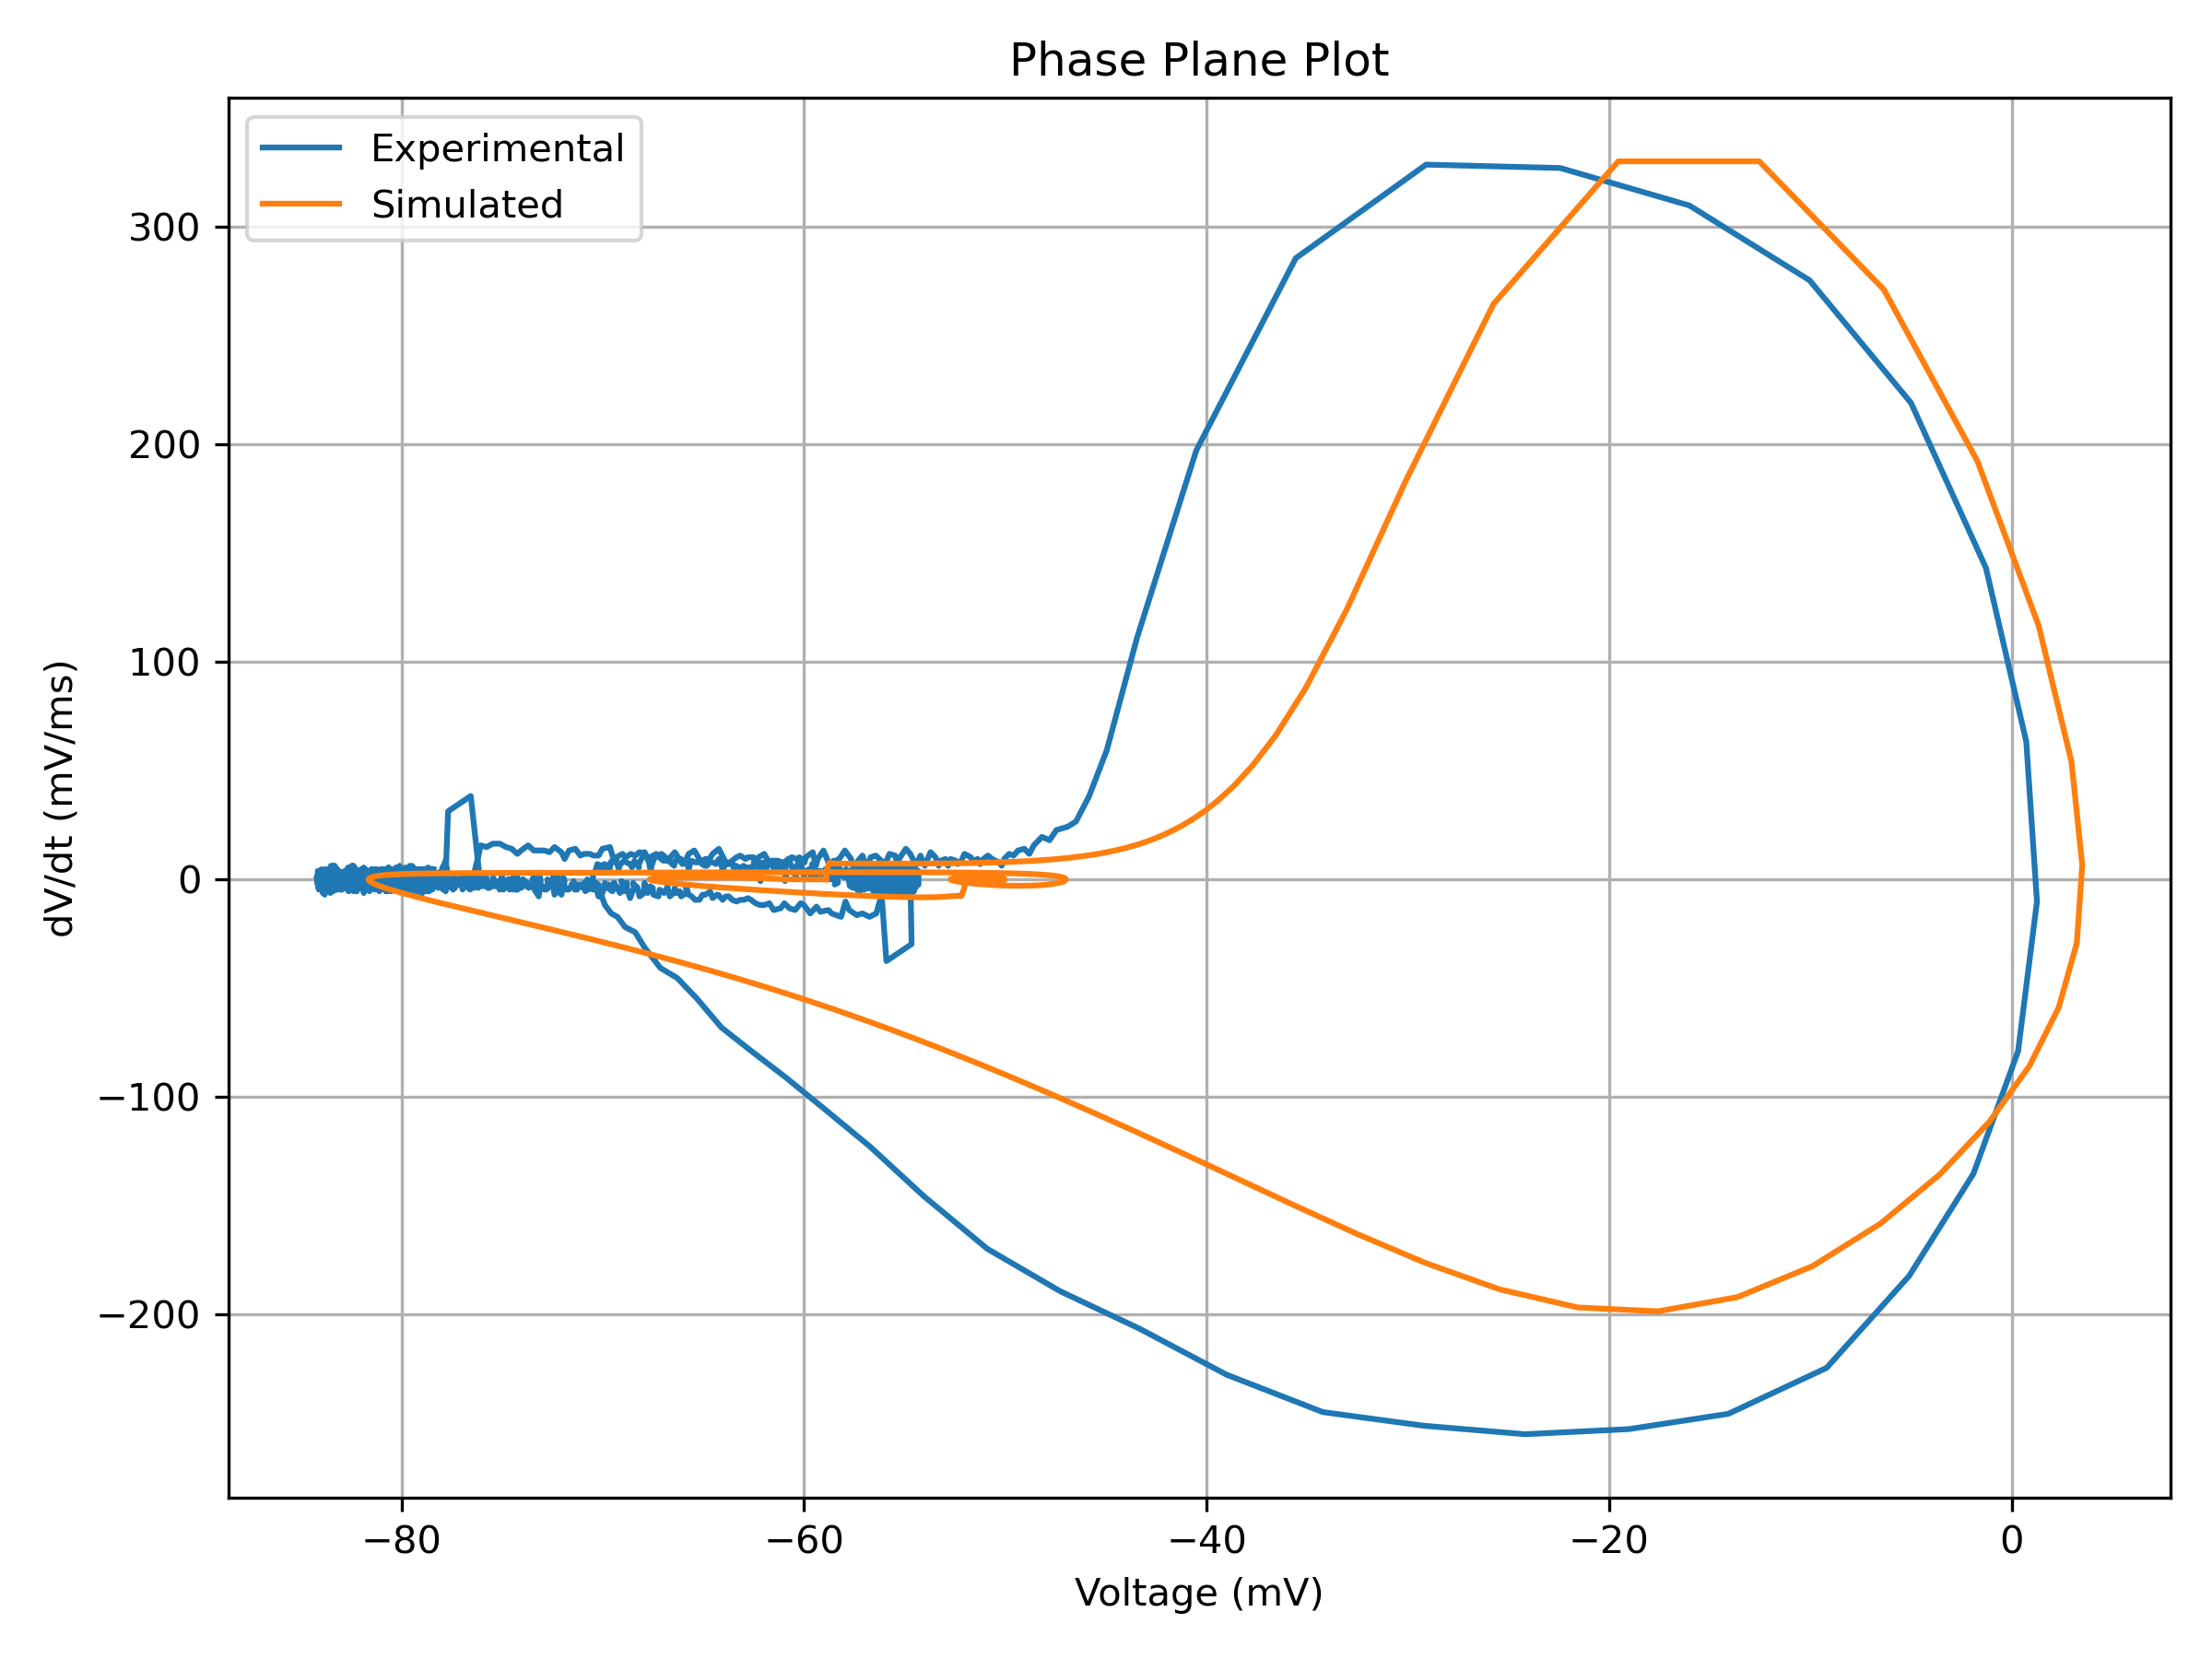 Phase Plane Plot
Experimental
Simulated
300
200
100
0
−100
−200
dV/dt (mV/ms)
−80
−60
−40
−20
0
Voltage (mV)